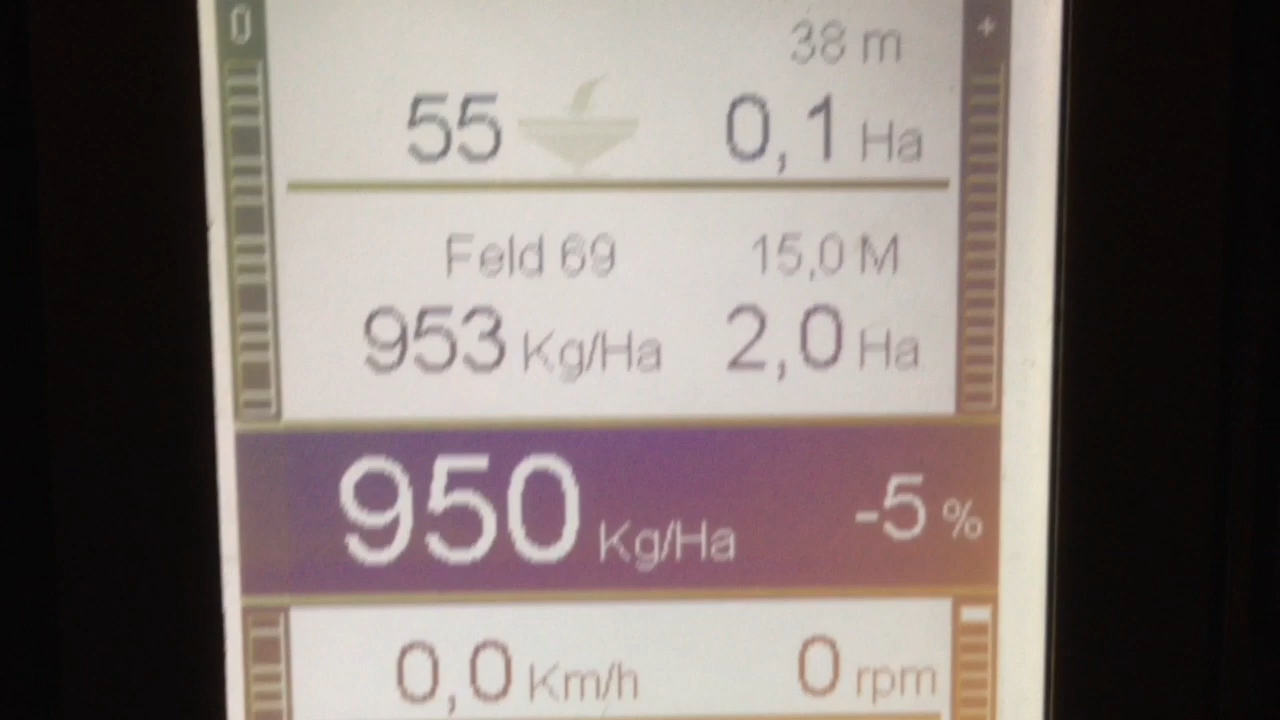 0 +
38 m
55 0,1 Ha
Feld 69 15,0 M
953 Kg/Ha 2,0 Ha
950 Kg/Ha -5 %
0,0 Km/h 0 rpm